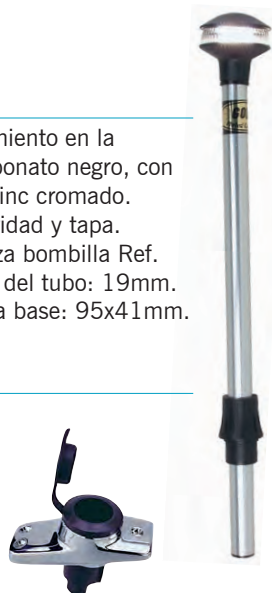 miento en la
bonato negro, con
inc cromado.
idad y tapa.
za bombilla Ref.
del tubo: 19mm.
a base: 95x41mm.